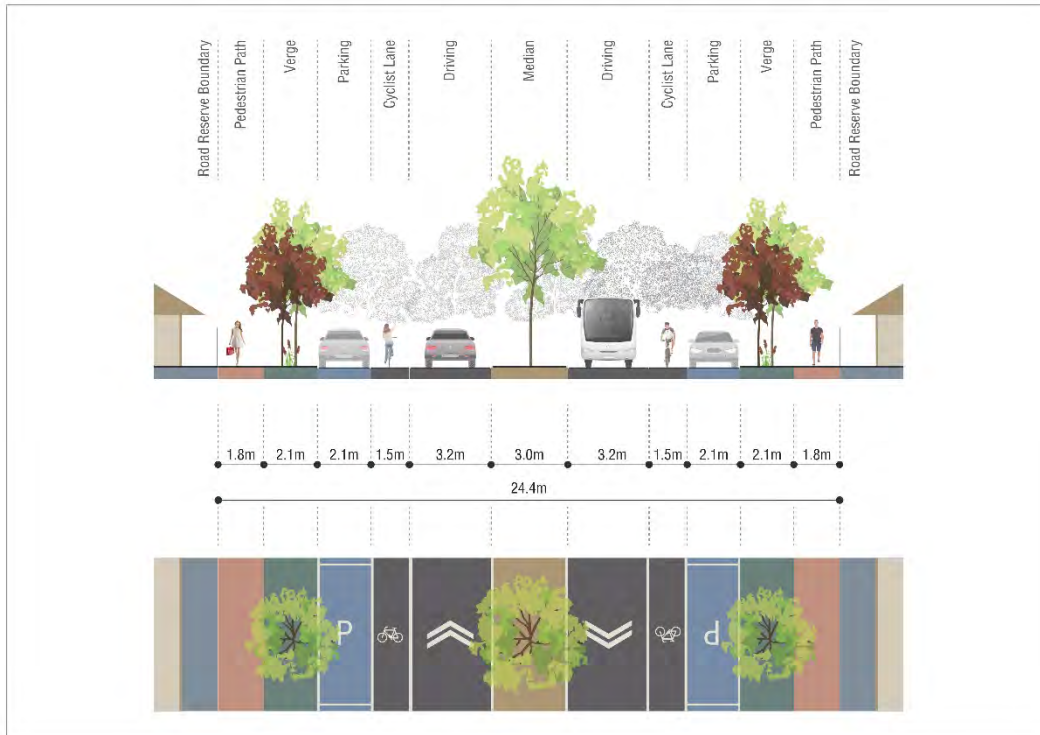 Road Reserve Boundary
Pedestrian Path
Verge
Parking
Cyclist Lane
Driving
Median
Driving
Cyclist Lane
Parking
Verge
Pedestrian Path
Road Reserve Boundary
1.8m 2.1m 2.1m 1.5m 3.2m 3.0m 3.2m 1.5m 2.1m 2.1m 1.8m
24.4m
P P